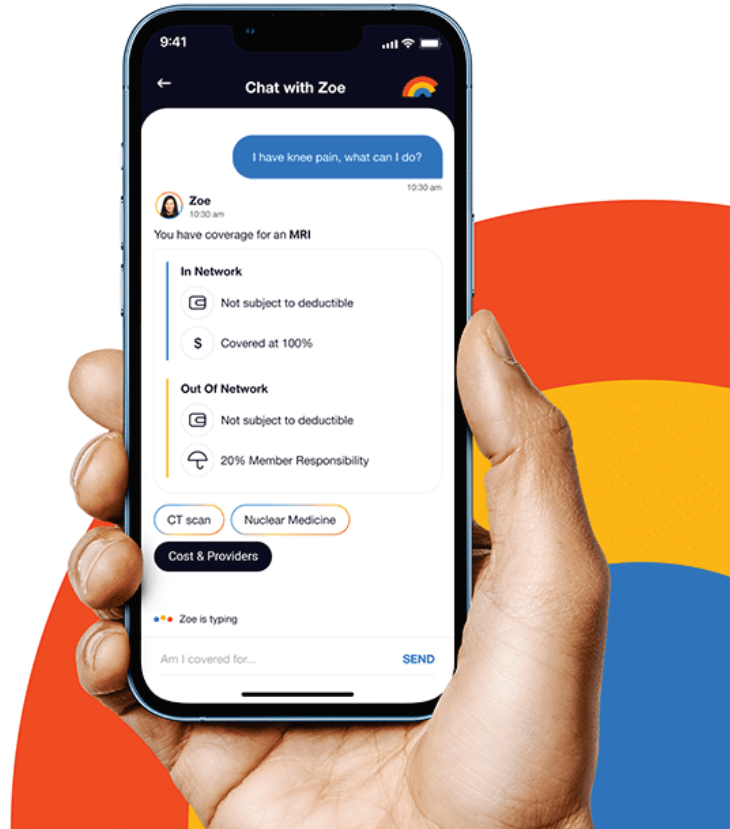 9:41
Chat with Zoe
I have knee pain, what can I do?
10:30 am
Zoe
10:30 am
You have coverage for an MRI
In Network
Not subject to deductible
$ Covered at 100%
Out Of Network
Not subject to deductible
20% Member Responsibility
CT scan Nuclear Medicine
Cost & Providers
Zoe is typing
Am I covered for... SEND